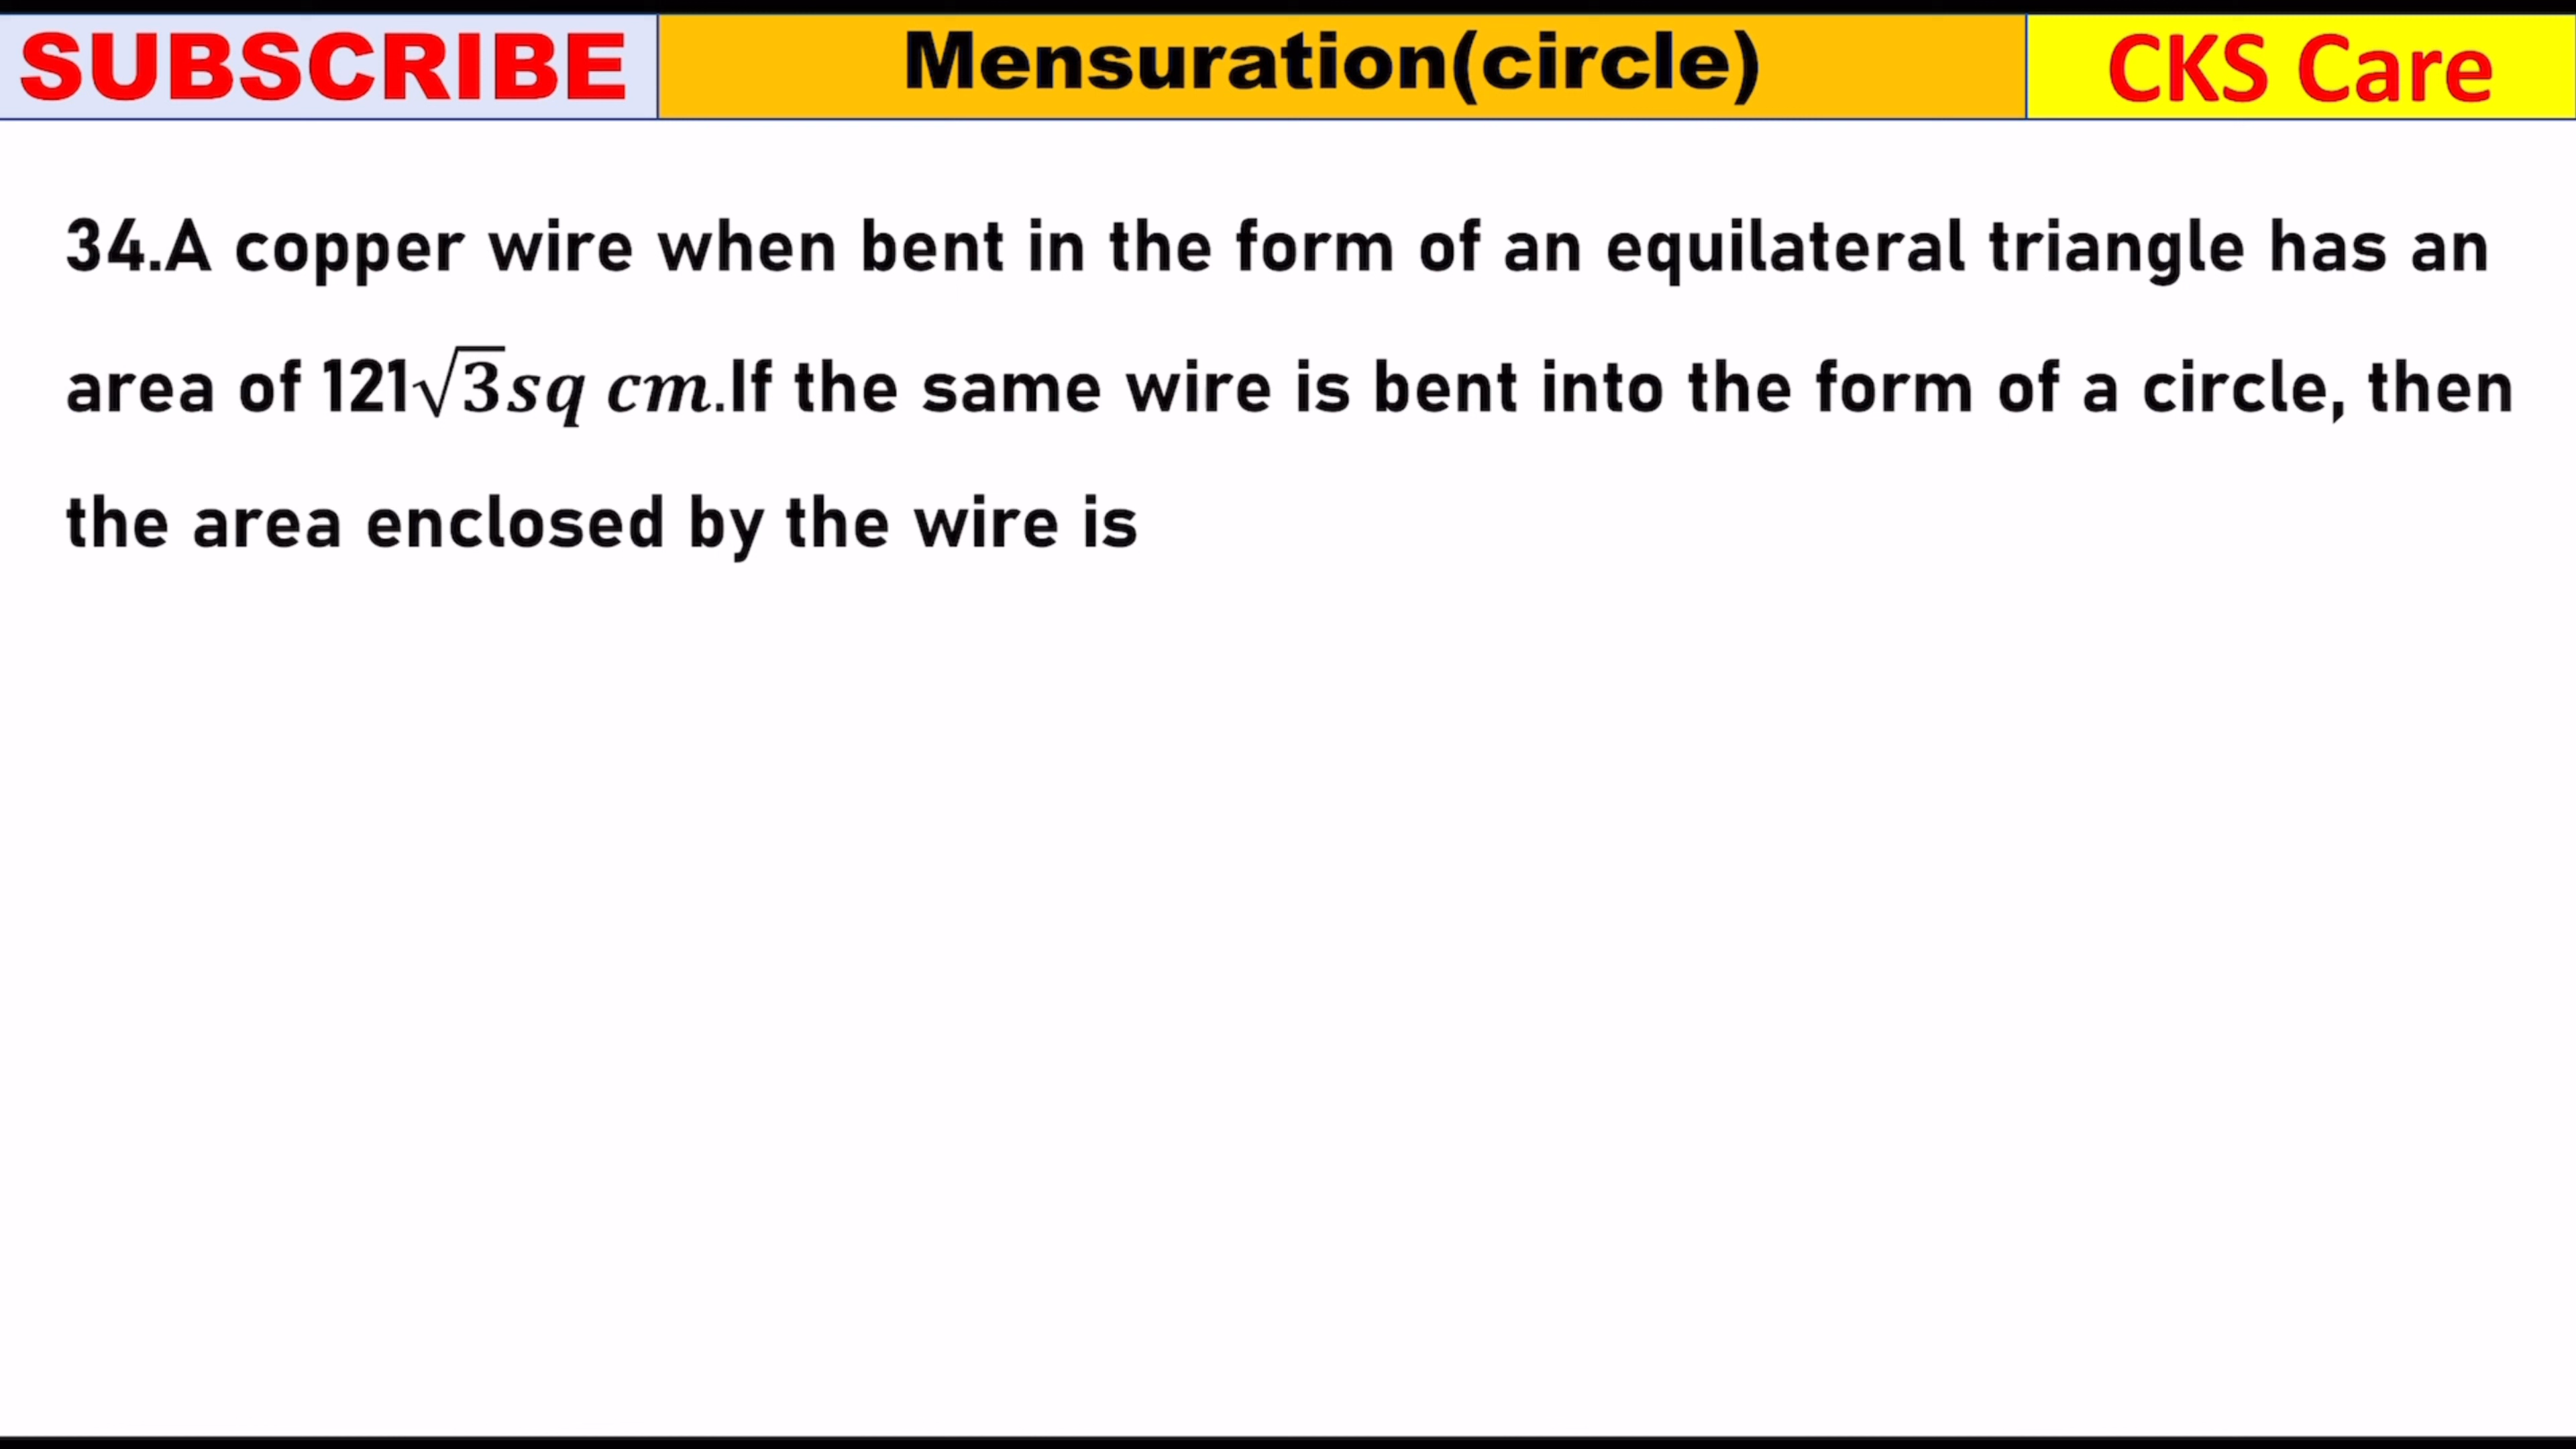 SUBSCRIBE Mensuration(circle) CKS Care
34.A copper wire when bent in the form of an equilateral triangle has an
area of 121√3sq cm.If the same wire is bent into the form of a circle, then
the area enclosed by the wire is